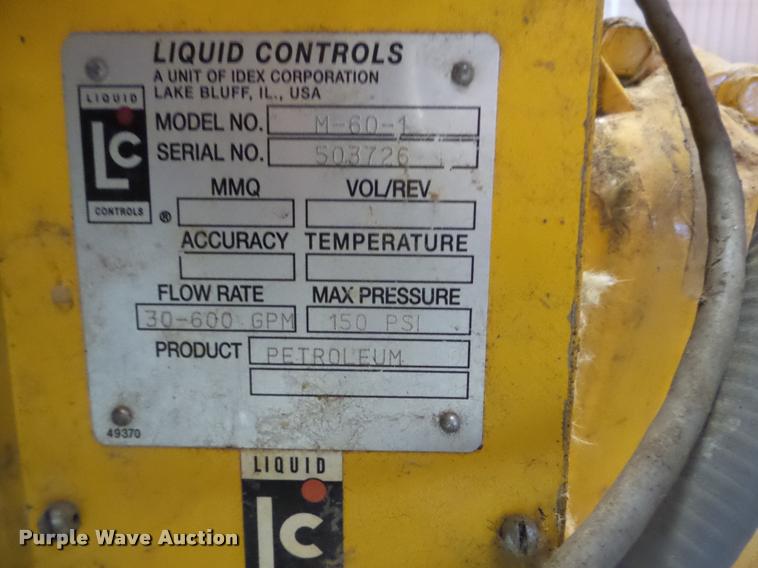 LIQUID CONTROLS
A UNIT OF IDEX CORPORATION
LAKE BLUFF, IL., USA
LIQUID
Lc
CONTROLS
®
MODEL NO. M-60-1
SERIAL NO. 503726
MMQ VOL/REV
ACCURACY TEMPERATURE
FLOW RATE MAX PRESSURE
30-600 GPM 150 PSI
PRODUCT PETROLEUM
49370
LIQUID
Lc
Purple Wave Auction